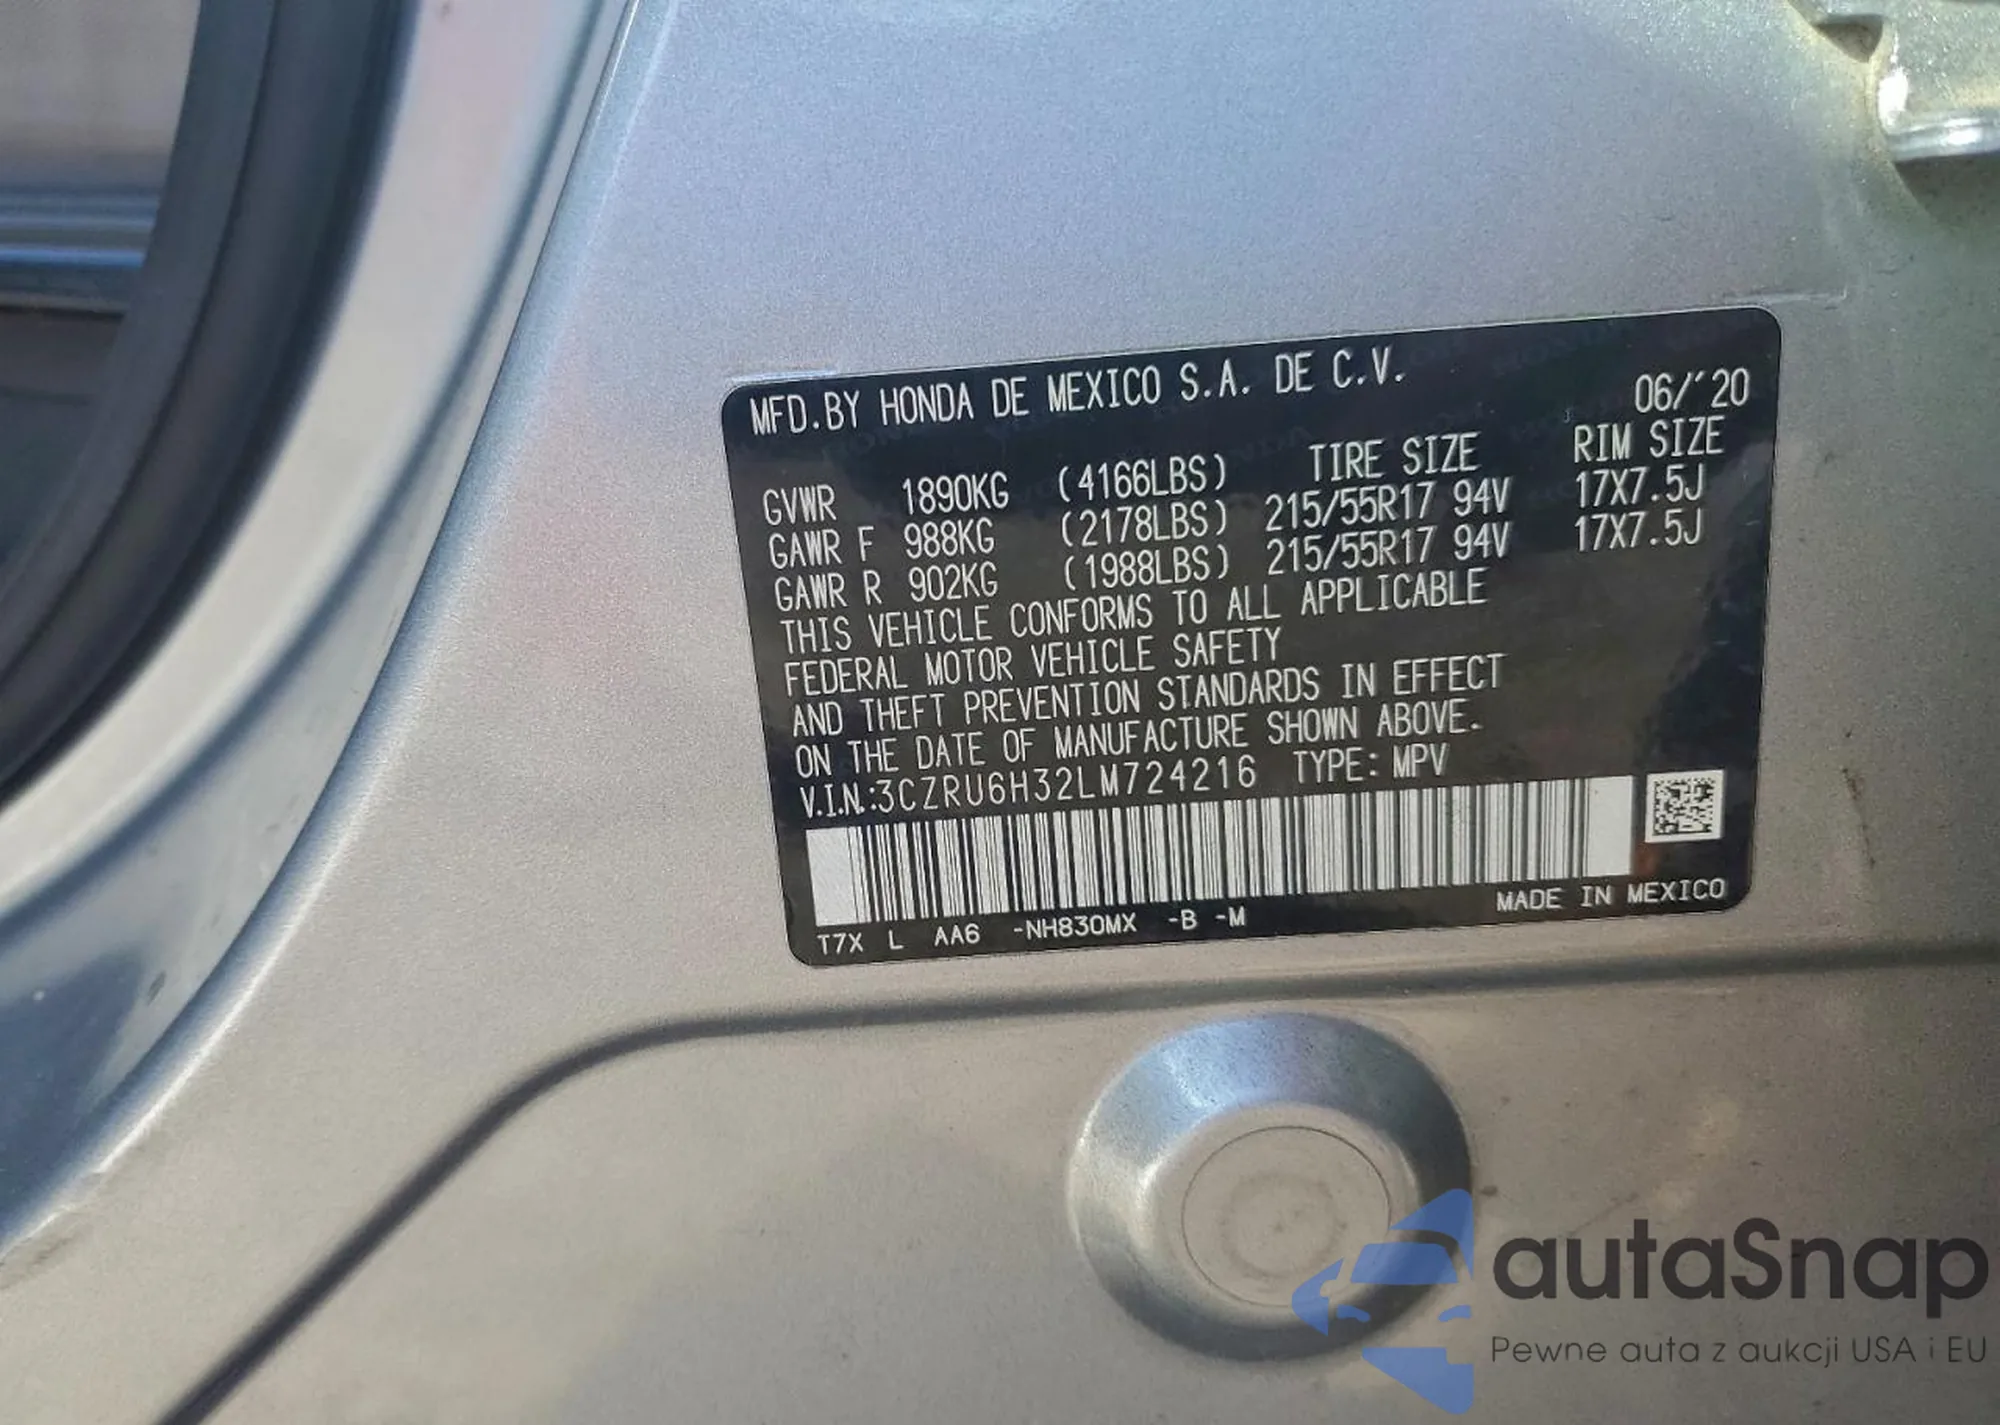 MFD.BY HONDA DE MEXICO S.A. DE C.V.
06/'20
GVWR 1890KG (4166LBS) TIRE SIZE RIM SIZE
GAWR F 988KG (2178LBS) 215/55R17 94V 17X7.5J
GAWR R 902KG (1988LBS) 215/55R17 94V 17X7.5J
THIS VEHICLE CONFORMS TO ALL APPLICABLE
FEDERAL MOTOR VEHICLE SAFETY
AND THEFT PREVENTION STANDARDS IN EFFECT
ON THE DATE OF MANUFACTURE SHOWN ABOVE.
V.I.N.:3CZRU6H32LM724216 TYPE: MPV
MADE IN MEXICO
T7X L AA6 -NH830MX -B -M
autaSnap
Pewne auta z aukcji USA i EU